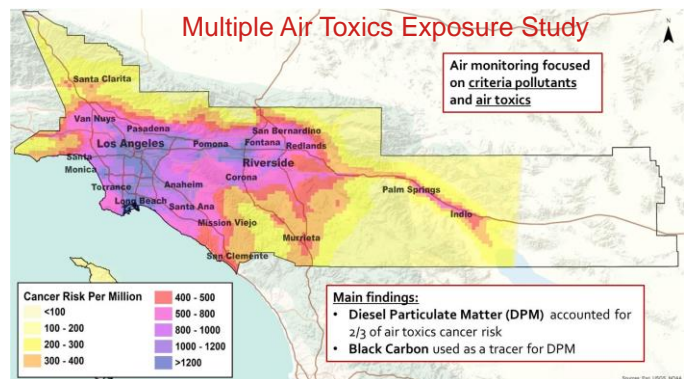 Multiple Air Toxics Exposure Study
N
Air monitoring focused
on criteria pollutants
and air toxics
Santa Clarita
Van Nuys
Pasadena
San Bernardino
Los Angeles
Pomona
Fontana
Redlands
Santa
Monica
Riverside
Corona
Torrance
Anaheim
Long Beach
Santa Ana
Palm Springs
Indio
Mission Viejo
Murrieta
San Clemente
Cancer Risk Per Million
<100
100 - 200
200 - 300
300 - 400
400 - 500
500 - 800
800 - 1000
1000 - 1200
>1200
Main findings:
• Diesel Particulate Matter (DPM) accounted for
2/3 of air toxics cancer risk
• Black Carbon used as a tracer for DPM